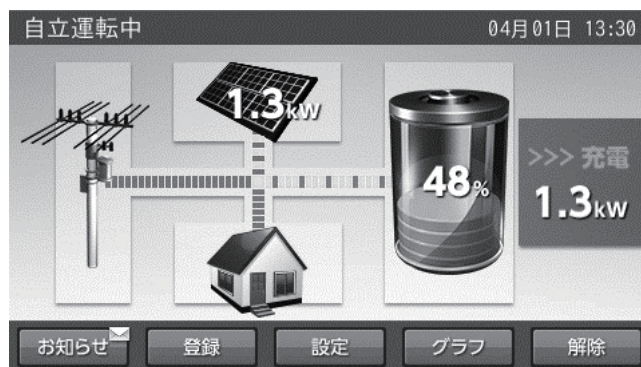 自立運転中 04月01日 13:30
1.3kW
48%
>>> 充電
1.3kW
お知らせ 登録 設定 グラフ 解除